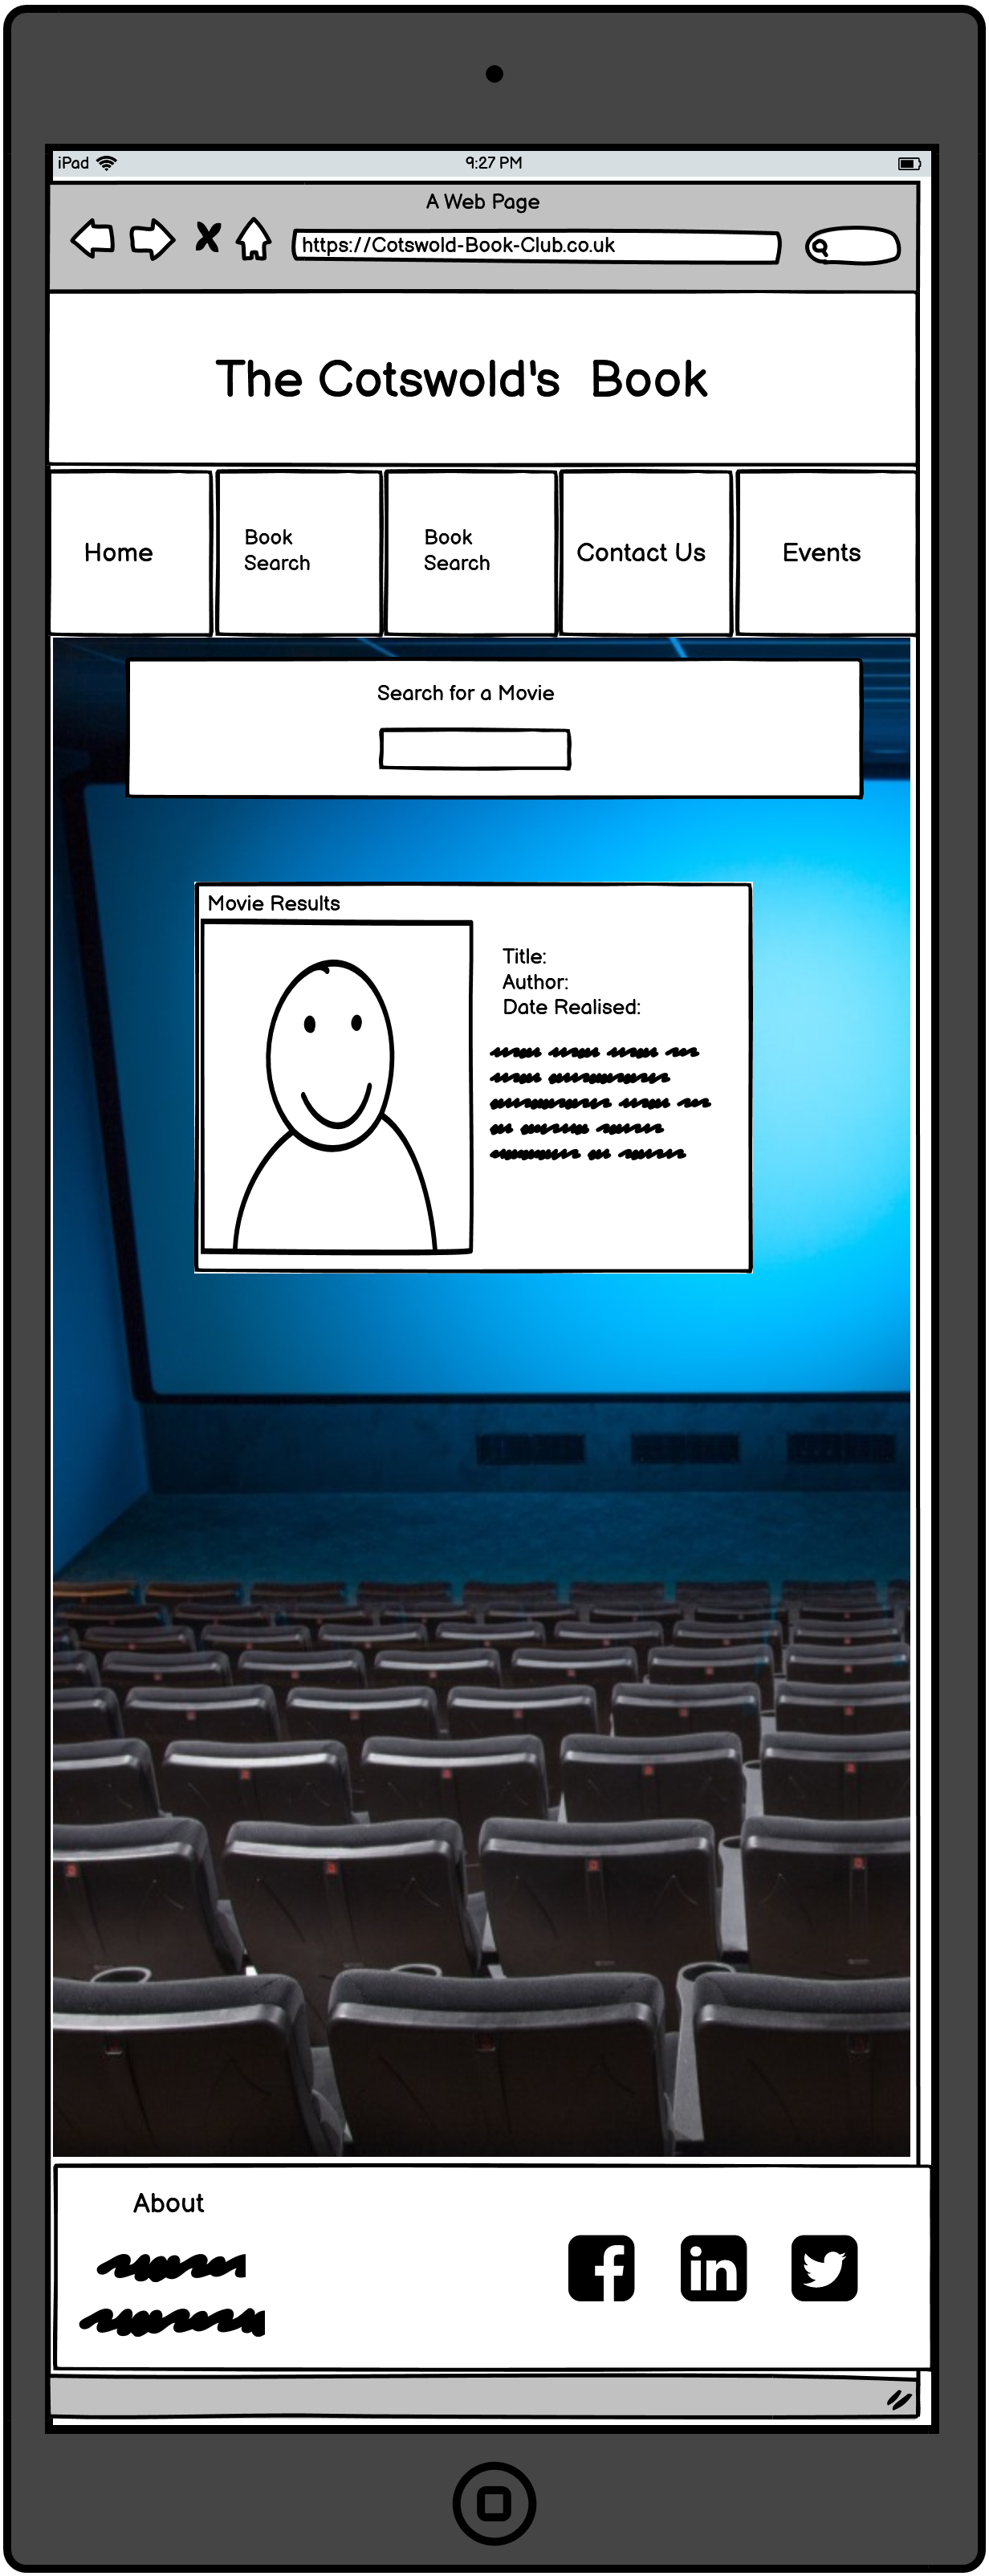 iPad 9:27 PM
A Web Page
https://Cotswold-Book-Club.co.uk
The Cotswold's Book
Home
Book
Search
Book
Search
Contact Us
Events
Search for a Movie
Movie Results
Title:
Author:
Date Realised:
About
f in